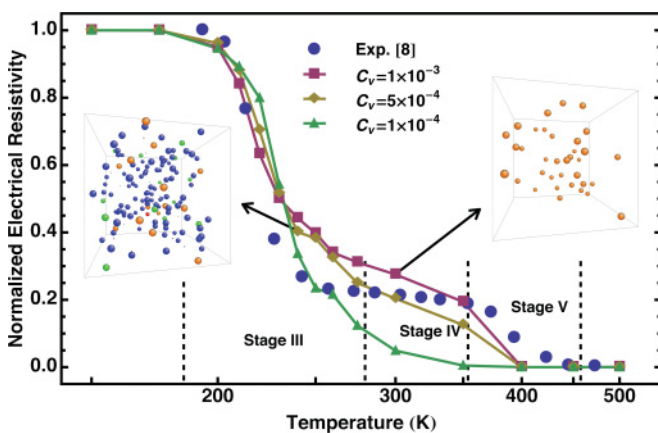 Normalized Electrical Resistivity
1.0
0.8
0.6
0.4
0.2
0.0
Exp. [8]
Cv=1×10⁻³
Cv=5×10⁻⁴
Cv=1×10⁻⁴
Stage III
Stage IV
Stage V
200
300
400
500
Temperature (K)